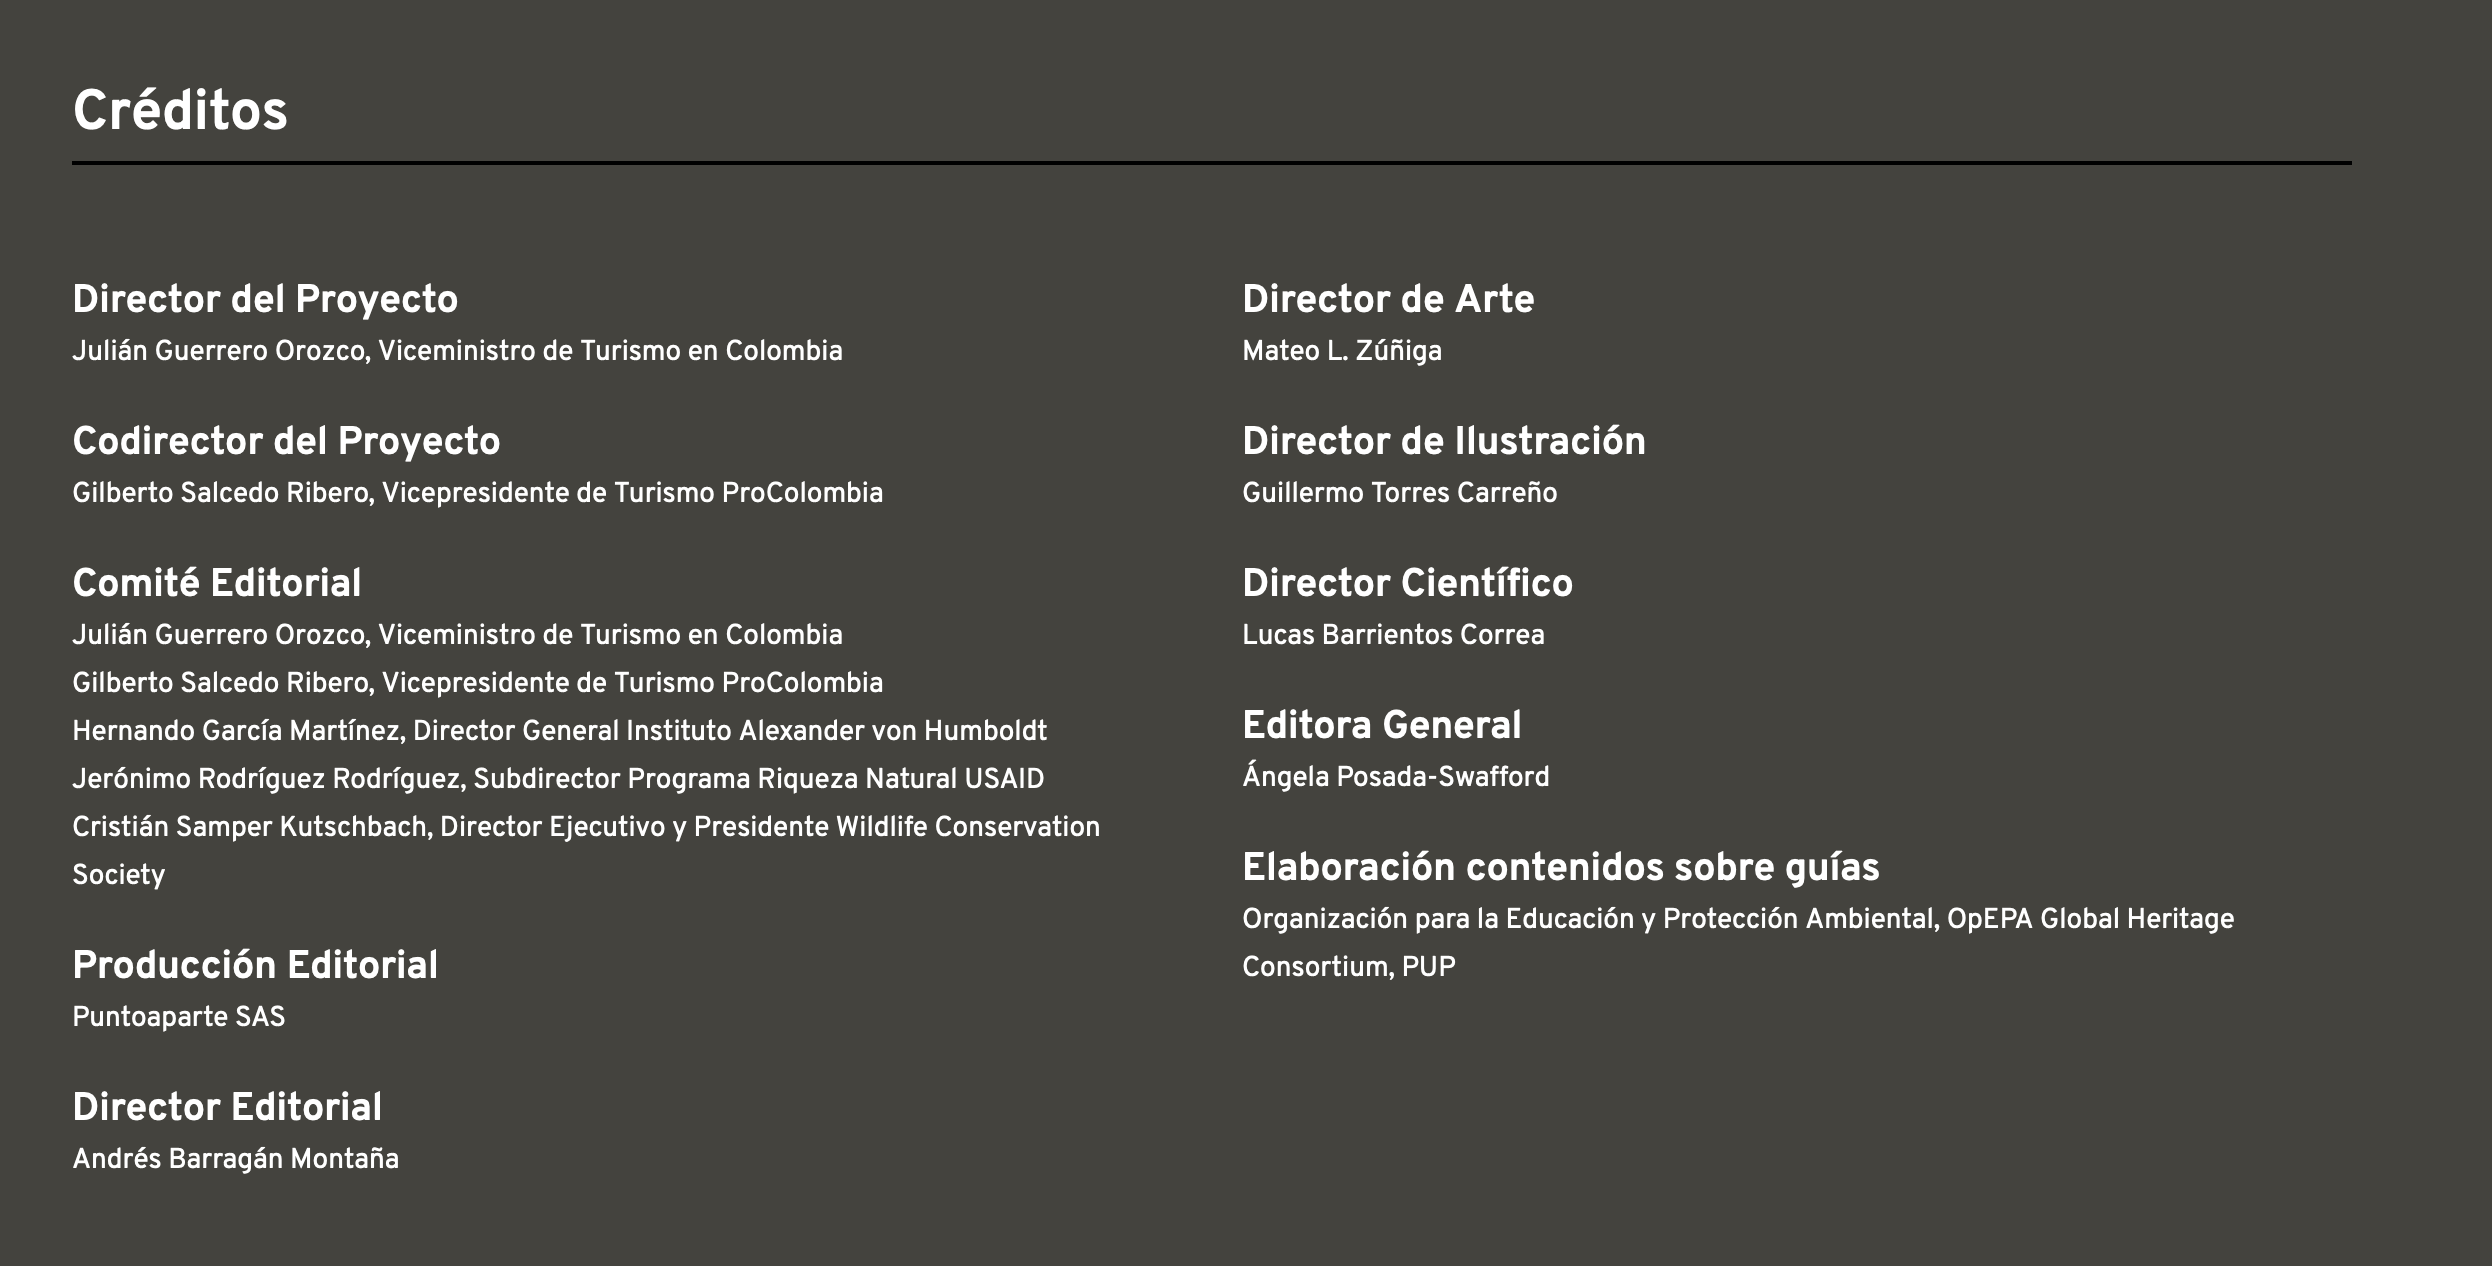 Créditos
Director del Proyecto
Julián Guerrero Orozco, Viceministro de Turismo en Colombia
Codirector del Proyecto
Gilberto Salcedo Ribero, Vicepresidente de Turismo ProColombia
Comité Editorial
Julián Guerrero Orozco, Viceministro de Turismo en Colombia
Gilberto Salcedo Ribero, Vicepresidente de Turismo ProColombia
Hernando García Martínez, Director General Instituto Alexander von Humboldt
Jerónimo Rodríguez Rodríguez, Subdirector Programa Riqueza Natural USAID
Cristián Samper Kutschbach, Director Ejecutivo y Presidente Wildlife Conservation
Society
Producción Editorial
Puntoaparte SAS
Director Editorial
Andrés Barragán Montaña
Director de Arte
Mateo L. Zúñiga
Director de Ilustración
Guillermo Torres Carreño
Director Científico
Lucas Barrientos Correa
Editora General
Ángela Posada-Swafford
Elaboración contenidos sobre guías
Organización para la Educación y Protección Ambiental, OpEPA Global Heritage
Consortium, PUP